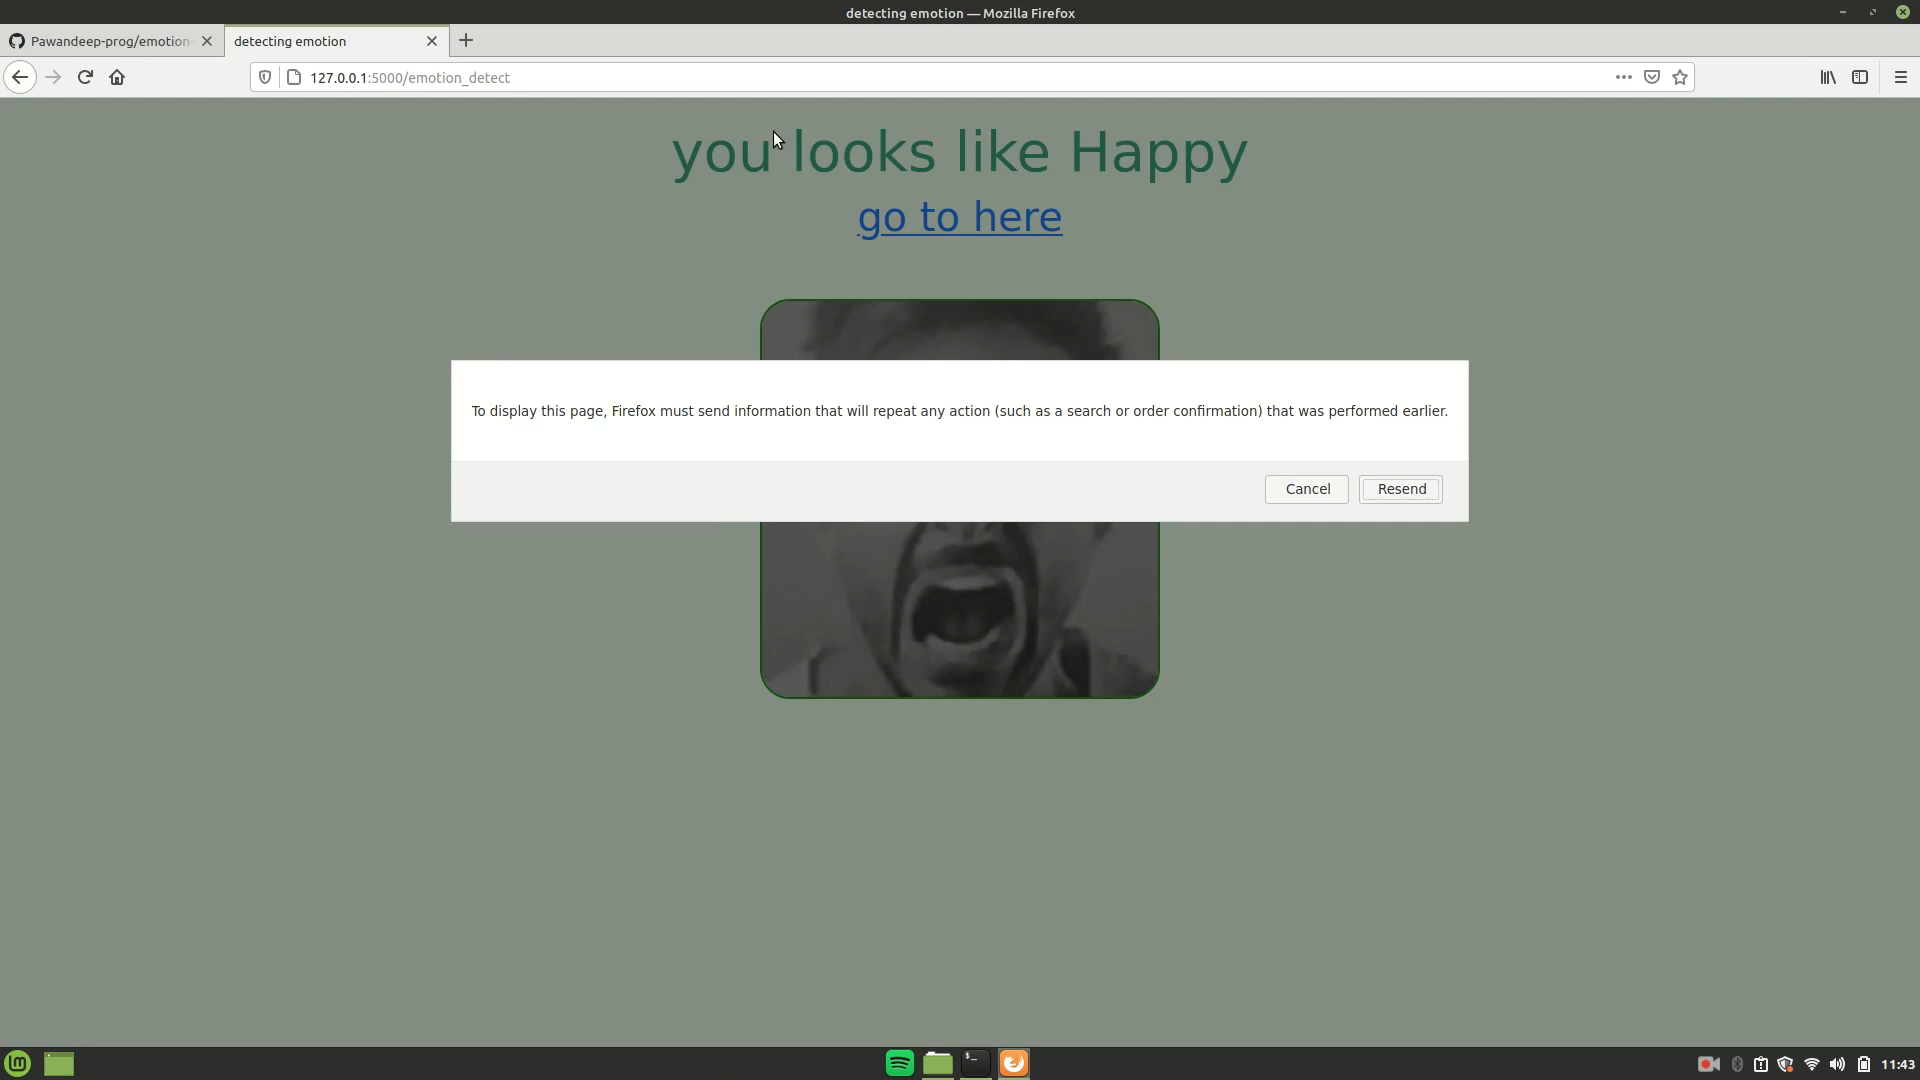 detecting emotion — Mozilla Firefox
Pawandeep-prog/emotion-
detecting emotion
127.0.0.1:5000/emotion_detect
you looks like Happy
go to here
To display this page, Firefox must send information that will repeat any action (such as a search or order confirmation) that was performed earlier.
Cancel
Resend
11:43